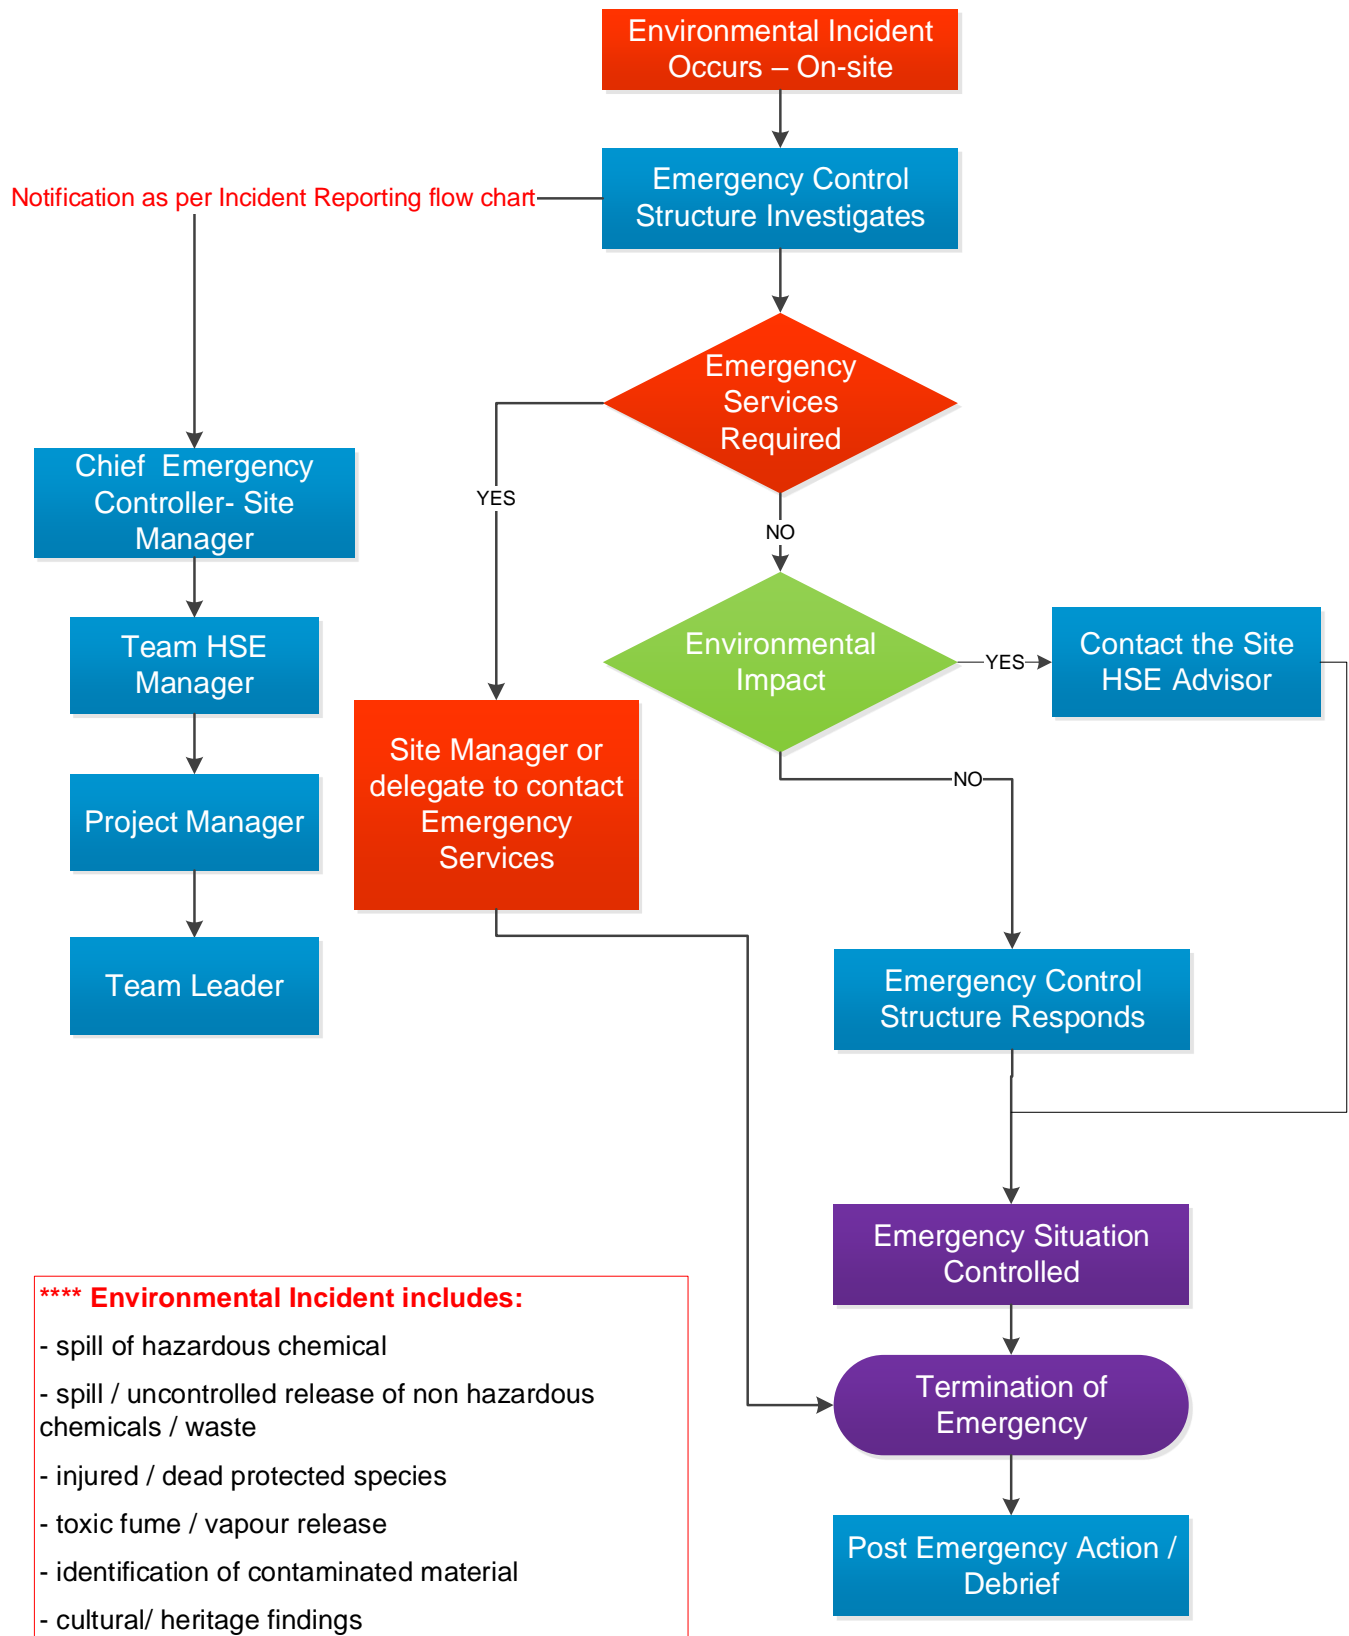 Environmental Incident
Occurs – On-site
Notification as per Incident Reporting flow chart
Emergency Control
Structure Investigates
Emergency
Services
Required
YES
NO
Chief  Emergency
Controller- Site
Manager
Team HSE
Manager
Project Manager
Team Leader
Environmental
Impact
YES
Contact the Site
HSE Advisor
NO
Site Manager or
delegate to contact
Emergency
Services
Emergency Control
Structure Responds
Emergency Situation
Controlled
Termination of
Emergency
Post Emergency Action /
Debrief
**** Environmental Incident includes:
- spill of hazardous chemical
- spill / uncontrolled release of non hazardous
chemicals / waste
- injured / dead protected species
- toxic fume / vapour release
- identification of contaminated material
- cultural/ heritage findings